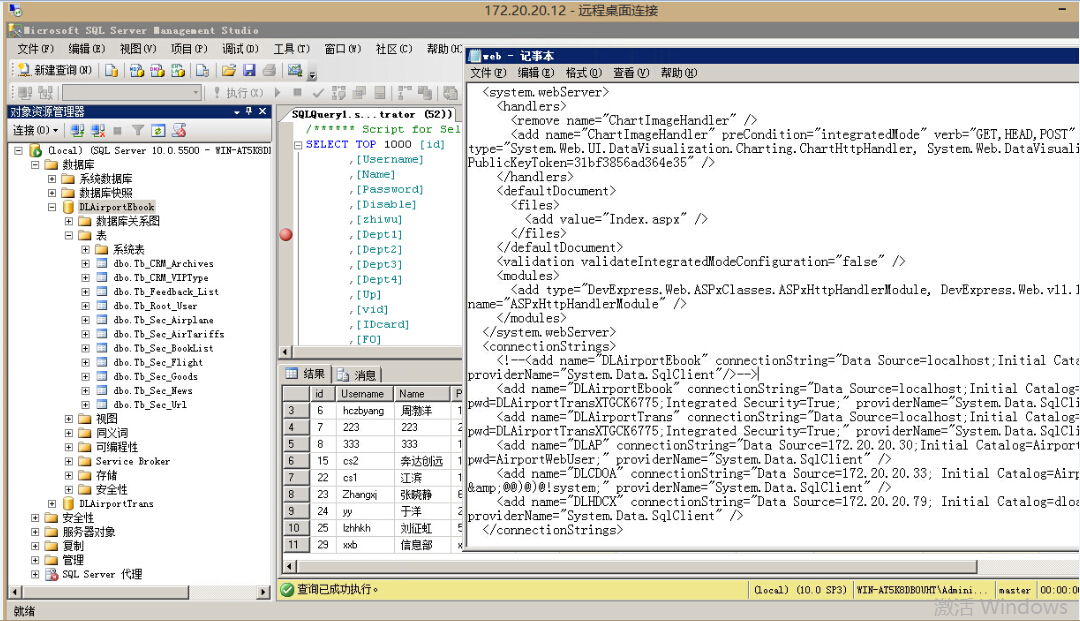 172.20.20.12 - 远程桌面连接
Microsoft SQL Server Management Studio
文件(F) 编辑(E) 视图(V) 项目(P) 调试(D) 工具(T) 窗口(W) 社区(C) 帮助(H
新建查询(N)
执行(X)
对象资源管理器
连接(O)
(local) (SQL Server 10.0.5500 - WIN-AT5K8DI
数据库
系统数据库
数据库快照
DLAirportEbook
数据库关系图
表
系统表
dbo.Tb_CRM_Archives
dbo.Tb_CRM_VIPType
dbo.Tb_Feedback_List
dbo.Tb_Root_User
dbo.Tb_Sec_Airplane
dbo.Tb_Sec_AirTariffs
dbo.Tb_Sec_BookList
dbo.Tb_Sec_Flight
dbo.Tb_Sec_Goods
dbo.Tb_Sec_News
dbo.Tb_Sec_Url
视图
同义词
可编程性
Service Broker
存储
安全性
DLAirportTrans
安全性
服务器对象
复制
管理
SQL Server 代理
就绪
SQLQuery1.s...trator (52))
/****** Script for Sel
SELECT TOP 1000 [id]
,[Username]
,[Name]
,[Password]
,[Disable]
,[zhiwu]
,[Dept1]
,[Dept2]
,[Dept3]
,[Dept4]
,[Up]
,[vid]
,[IDcard]
,[FO]
结果 消息
id Username Name P
3 6 hczbyang 周渤洋 1
4 7 223 223 2
5 8 333 333 1
6 15 cs2 奔达创远 1
7 22 cs1 江滨 1
8 23 Zhangxj 张晓静 6
9 24 yy 于洋 2
10 25 lzhhkh 刘征虹 5
11 29 xxb 信息部 x
查询已成功执行。
(local) (10.0 SP3) WIN-AT5K8DB0UHT\Admini... master 00:00:0
web - 记事本
文件(F) 编辑(E) 格式(O) 查看(V) 帮助(H)
<system.webServer>
<handlers>
<remove name="ChartImageHandler" />
<add name="ChartImageHandler" preCondition="integratedMode" verb="GET,HEAD,POST"
type="System.Web.UI.DataVisualization.Charting.ChartHttpHandler, System.Web.DataVisuali
PublicKeyToken=31bf3856ad364e35" />
</handlers>
<defaultDocument>
<files>
<add value="Index.aspx" />
</files>
</defaultDocument>
<validation validateIntegratedModeConfiguration="false" />
<modules>
<add type="DevExpress.Web.ASPxClasses.ASPxHttpHandlerModule, DevExpress.Web.v11.1
name="ASPxHttpHandlerModule" />
</modules>
</system.webServer>
<connectionStrings>
<!--<add name="DLAirportEbook" connectionString="Data Source=localhost;Initial Cata
providerName="System.Data.SqlClient"/>-->
<add name="DLAirportEbook" connectionString="Data Source=localhost;Initial Catalog=
pwd=DLAirportTransXTGCK6775;Integrated Security=True;" providerName="System.Data.SqlCli
<add name="DLAirportTrans" connectionString="Data Source=localhost;Initial Catalog=
pwd=DLAirportTransXTGCK6775;Integrated Security=True;" providerName="System.Data.SqlCli
<add name="DLAP" connectionString="Data Source=172.20.20.30;Initial Catalog=Airport
pwd=AirportWebUser;" providerName="System.Data.SqlClient" />
<add name="DLCDOA" connectionString="Data Source=172.20.20.33; Initial Catalog=Airp
&amp;@@)@)@!system;" providerName="System.Data.SqlClient" />
<add name="DLHDCX" connectionString="Data Source=172.20.20.79; Initial Catalog=dloa
providerName="System.Data.SqlClient" />
</connectionStrings>
激活 Windows